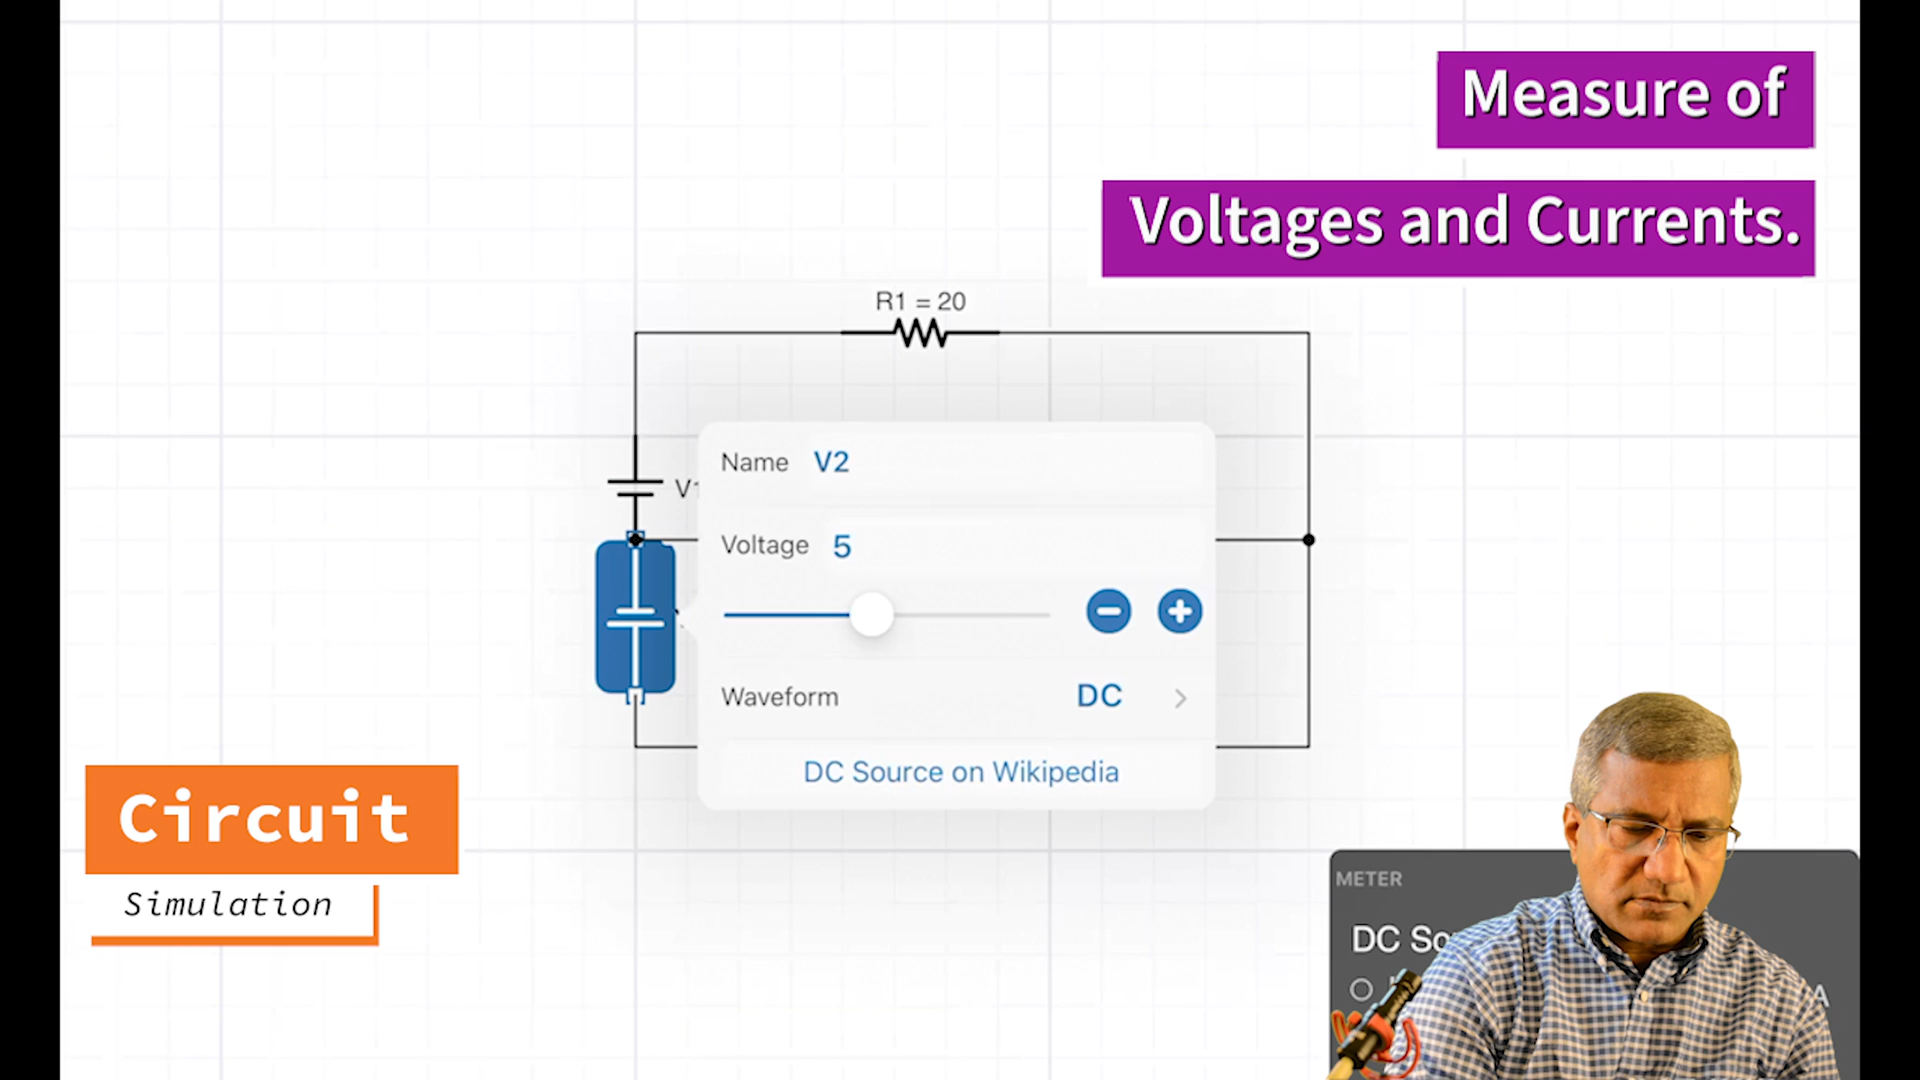 Measure of
Voltages and Currents.
R1 = 20
Name V2
Voltage 5
Waveform DC
DC Source on Wikipedia
Circuit
Simulation
METER
DC
A